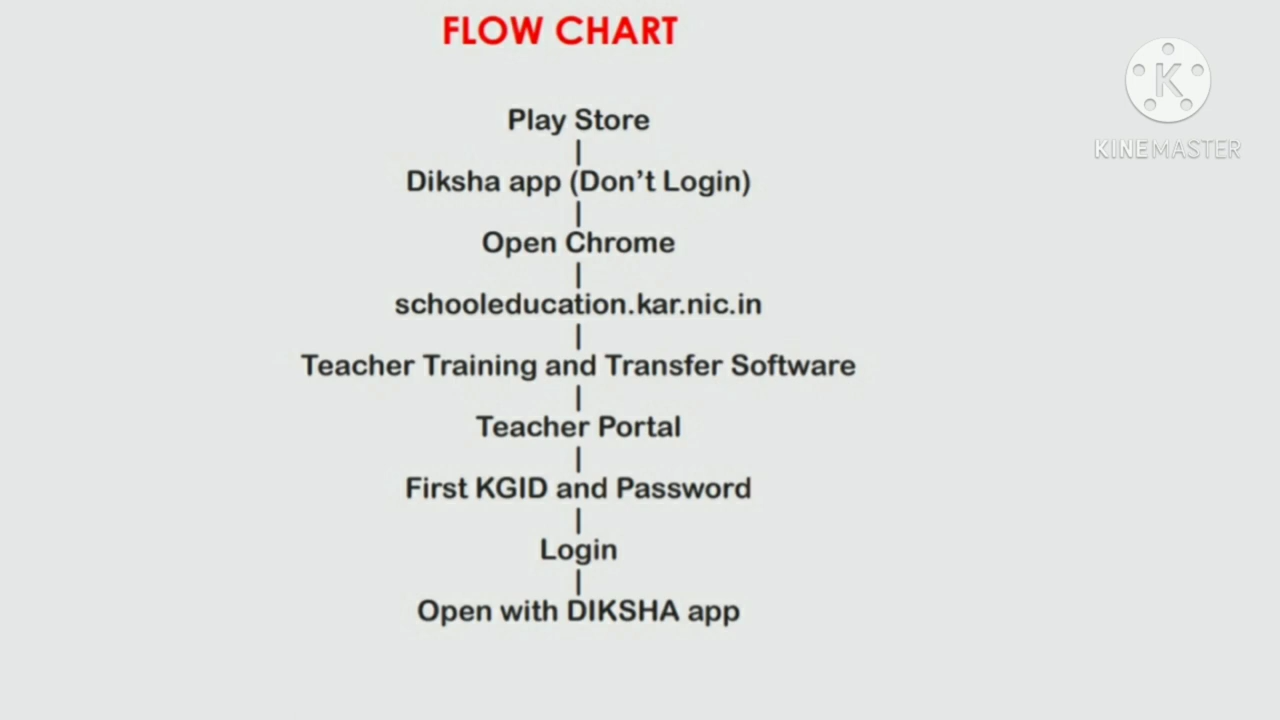 FLOW CHART
K
KINEMASTER
Play Store
Diksha app (Don't Login)
Open Chrome
schooleducation.kar.nic.in
Teacher Training and Transfer Software
Teacher Portal
First KGID and Password
Login
Open with DIKSHA app